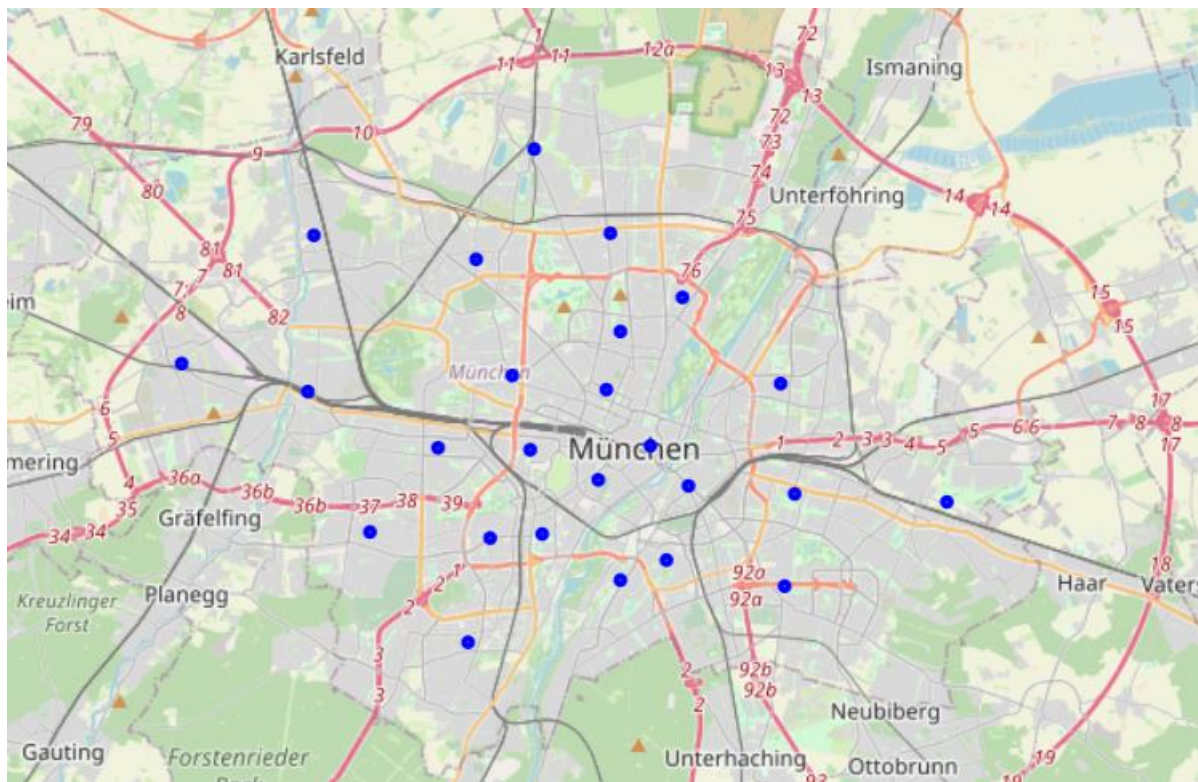 72
1
Karlsfeld
11
11
12a
13
Ismaning
13
79
10
72
9
73
80
74
Unterföhring
14
14
75
81
7
81
76
8
82
eim
15
15
München
6
17
5
München
1
2
3
3
4
5
5
6
6
7
8
8
17
mering
4
36a
36b
36b
37
38
39
35
34
34
Gräfelfing
92a
92a
18
Haar
Vaters
Planegg
1
2
2
Kreuzlinger
Forst
3
3
2
2
92b
92b
Neubiberg
Gauting
Forstenrieder
Unterhaching
Ottobrunn
19
19
93